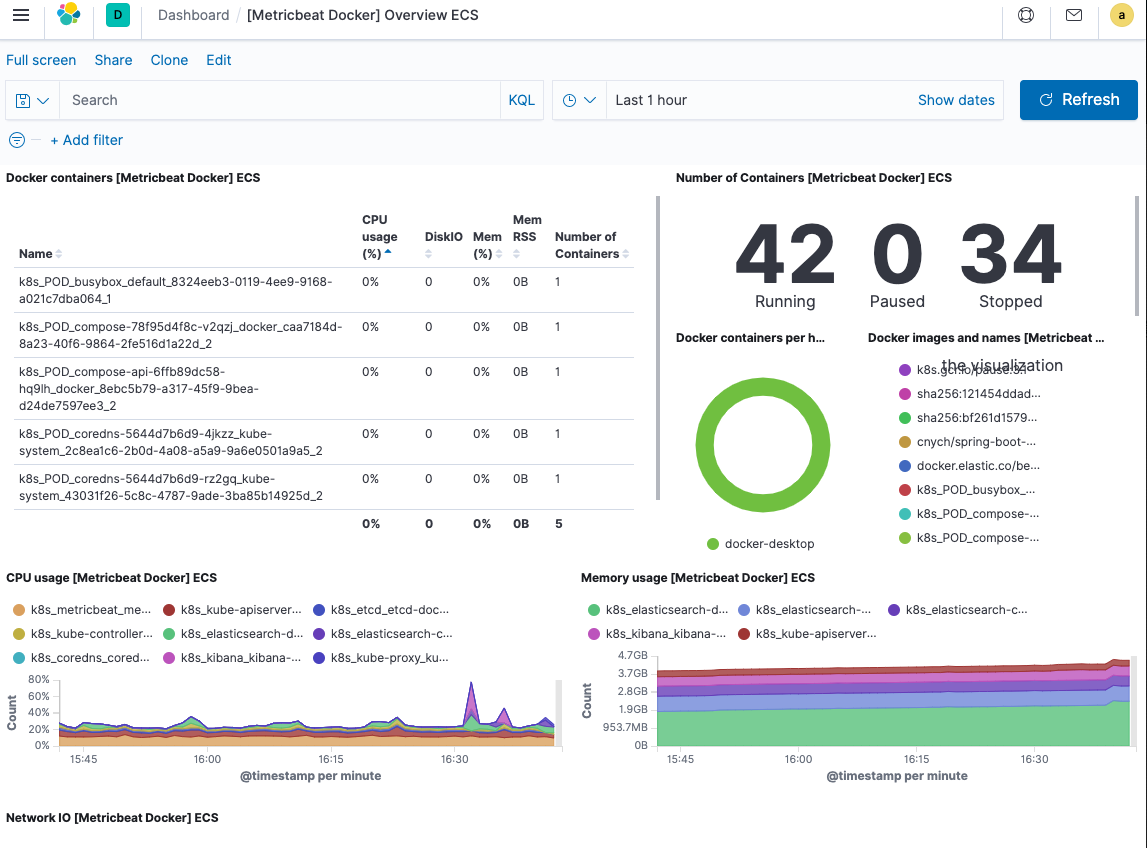 D
Dashboard / [Metricbeat Docker] Overview ECS
a
Full screen Share Clone Edit
Search KQL Last 1 hour Show dates Refresh
+ Add filter
Docker containers [Metricbeat Docker] ECS
Name CPU usage (%) DiskIO Mem (%) Mem RSS Number of Containers
k8s_POD_busybox_default_8324eeb3-0119-4ee9-9168- 0% 0 0% 0B 1
a021c7dba064_1
k8s_POD_compose-78f95d4f8c-v2qzj_docker_caa7184d- 0% 0 0% 0B 1
8a23-40f6-9864-2fe516d1a22d_2
k8s_POD_compose-api-6ffb89dc58- 0% 0 0% 0B 1
hq9lh_docker_8ebc5b79-a317-45f9-9bea-
d24de7597ee3_2
k8s_POD_coredns-5644d7b6d9-4jkzz_kube- 0% 0 0% 0B 1
system_2c8ea1c6-2b0d-4a08-a5a9-9a6e0501a9a5_2
k8s_POD_coredns-5644d7b6d9-rz2gq_kube- 0% 0 0% 0B 1
system_43031f26-5c8c-4787-9ade-3ba85b14925d_2
0% 0 0% 0B 5
Number of Containers [Metricbeat Docker] ECS
42 0 34
Running Paused Stopped
Docker containers per h...
docker-desktop
Docker images and names [Metricbeat ...
the visualization
k8s.gcr.io/pause:3.1
sha256:121454ddad...
sha256:bf261d1579...
cnych/spring-boot-...
docker.elastic.co/be...
k8s_POD_busybox_...
k8s_POD_compose-...
k8s_POD_compose-...
CPU usage [Metricbeat Docker] ECS
k8s_metricbeat_me... k8s_kube-apiserver... k8s_etcd_etcd-doc...
k8s_kube-controller... k8s_elasticsearch-d... k8s_elasticsearch-c...
k8s_coredns_cored... k8s_kibana_kibana-... k8s_kube-proxy_ku...
Count
80%
60%
40%
20%
0%
15:45 16:00 16:15 16:30
@timestamp per minute
Memory usage [Metricbeat Docker] ECS
k8s_elasticsearch-d... k8s_elasticsearch-... k8s_elasticsearch-c...
k8s_kibana_kibana-... k8s_kube-apiserver...
Count
4.7GB
3.7GB
2.8GB
1.9GB
953.7MB
0B
15:45 16:00 16:15 16:30
@timestamp per minute
Network IO [Metricbeat Docker] ECS